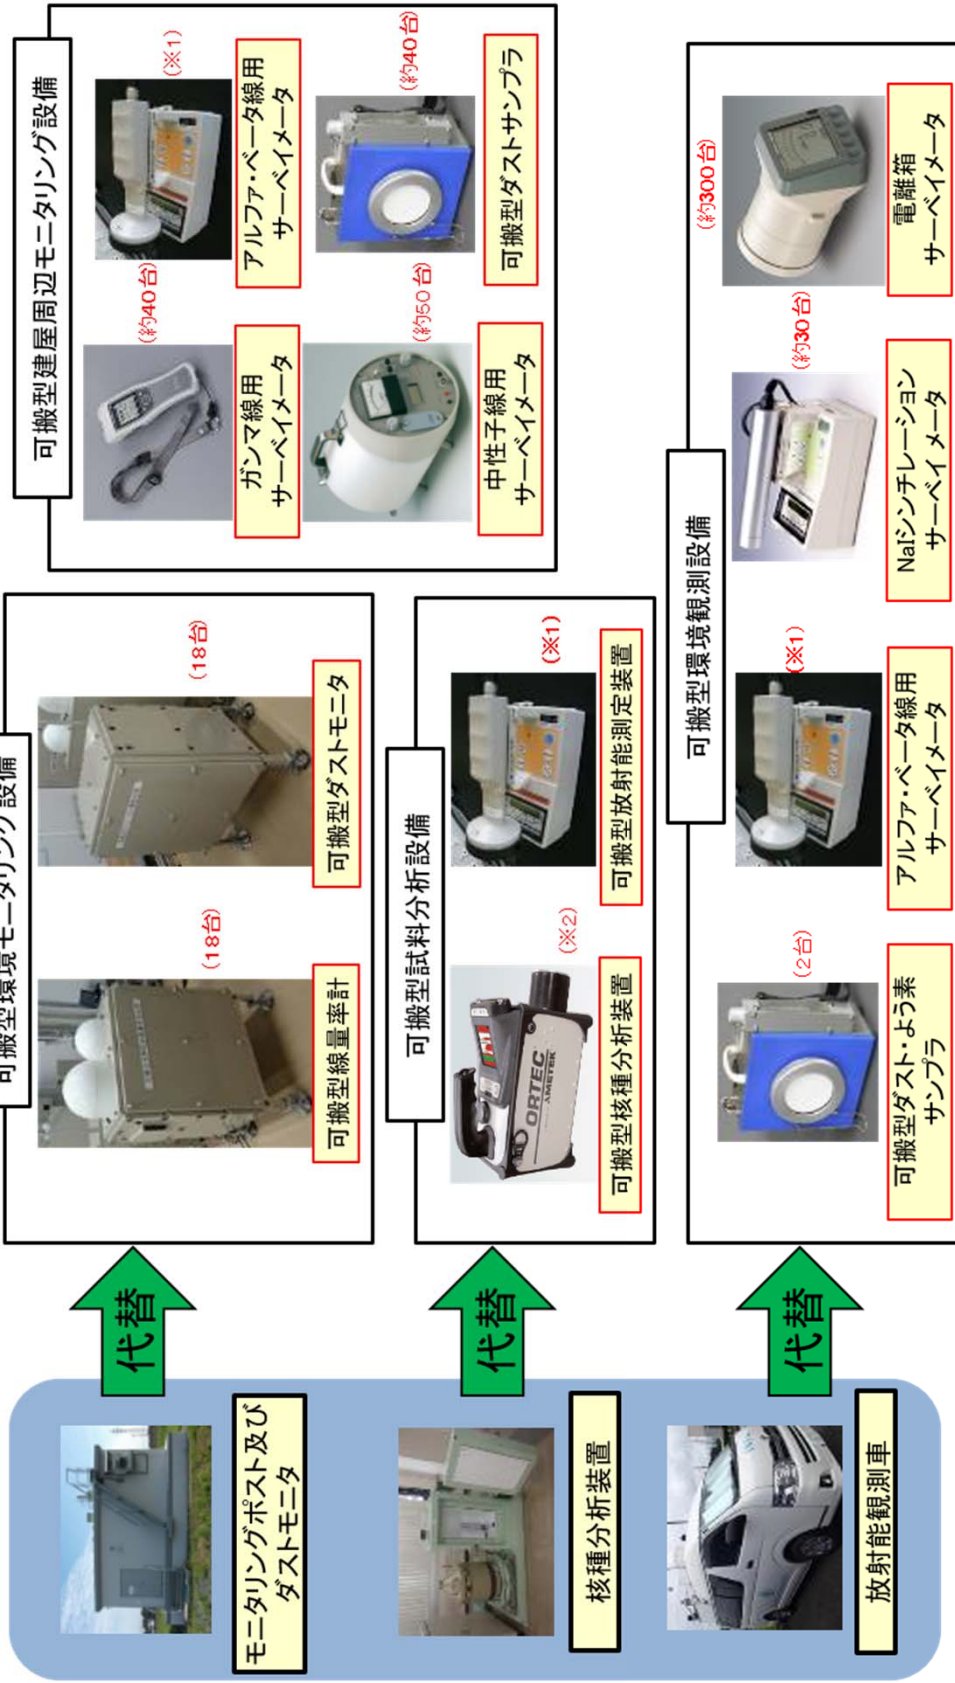 モニタリングポスト及び
ダストモニタ
代替
可搬型環境モニタリング設備
(18台)
可搬型線量率計
(18台)
可搬型ダストモニタ
可搬型建屋周辺モニタリング設備
(約40台)
ガンマ線用
サーベイメータ
(※1)
アルファ・ベータ線用
サーベイメータ
(約50台)
中性子線用
サーベイメータ
(約40台)
可搬型ダストサンプラ
核種分析装置
代替
可搬型試料分析設備
(※2)
ORTEC
AMETEK
可搬型核種分析装置
(※1)
可搬型放射能測定装置
放射能観測車
代替
可搬型環境観測設備
(2台)
可搬型ダスト・よう素
サンプラ
(※1)
アルファ・ベータ線用
サーベイメータ
(約30台)
NaIシンチレーション
サーベイメータ
(約300台)
電離箱
サーベイメータ